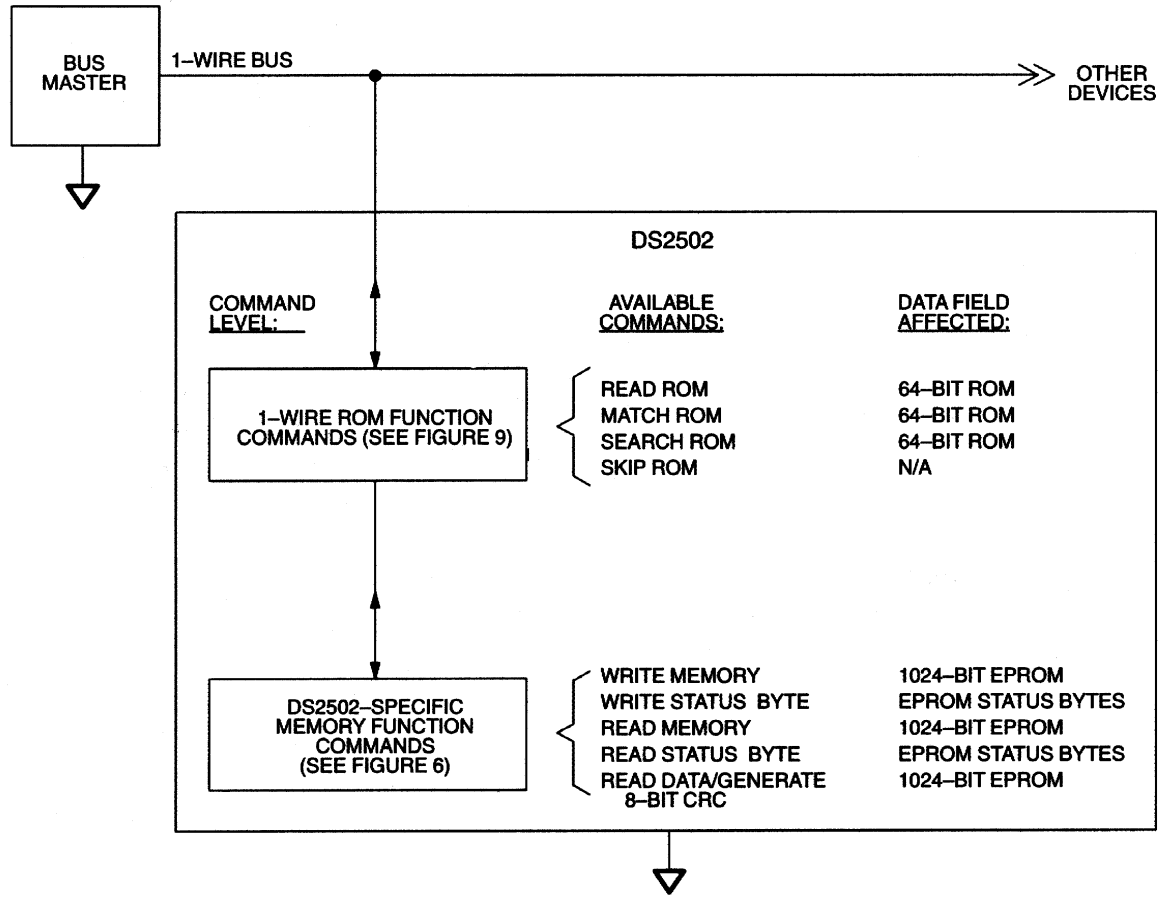 BUS
MASTER
1–WIRE BUS
OTHER
DEVICES
DS2502
COMMAND
LEVEL:
AVAILABLE
COMMANDS:
DATA FIELD
AFFECTED:
1–WIRE ROM FUNCTION
COMMANDS (SEE FIGURE 9)
READ ROM 64–BIT ROM
MATCH ROM 64–BIT ROM
SEARCH ROM 64–BIT ROM
SKIP ROM N/A
DS2502–SPECIFIC
MEMORY FUNCTION
COMMANDS
(SEE FIGURE 6)
WRITE MEMORY 1024–BIT EPROM
WRITE STATUS BYTE EPROM STATUS BYTES
READ MEMORY 1024–BIT EPROM
READ STATUS BYTE EPROM STATUS BYTES
READ DATA/GENERATE 1024–BIT EPROM
8–BIT CRC